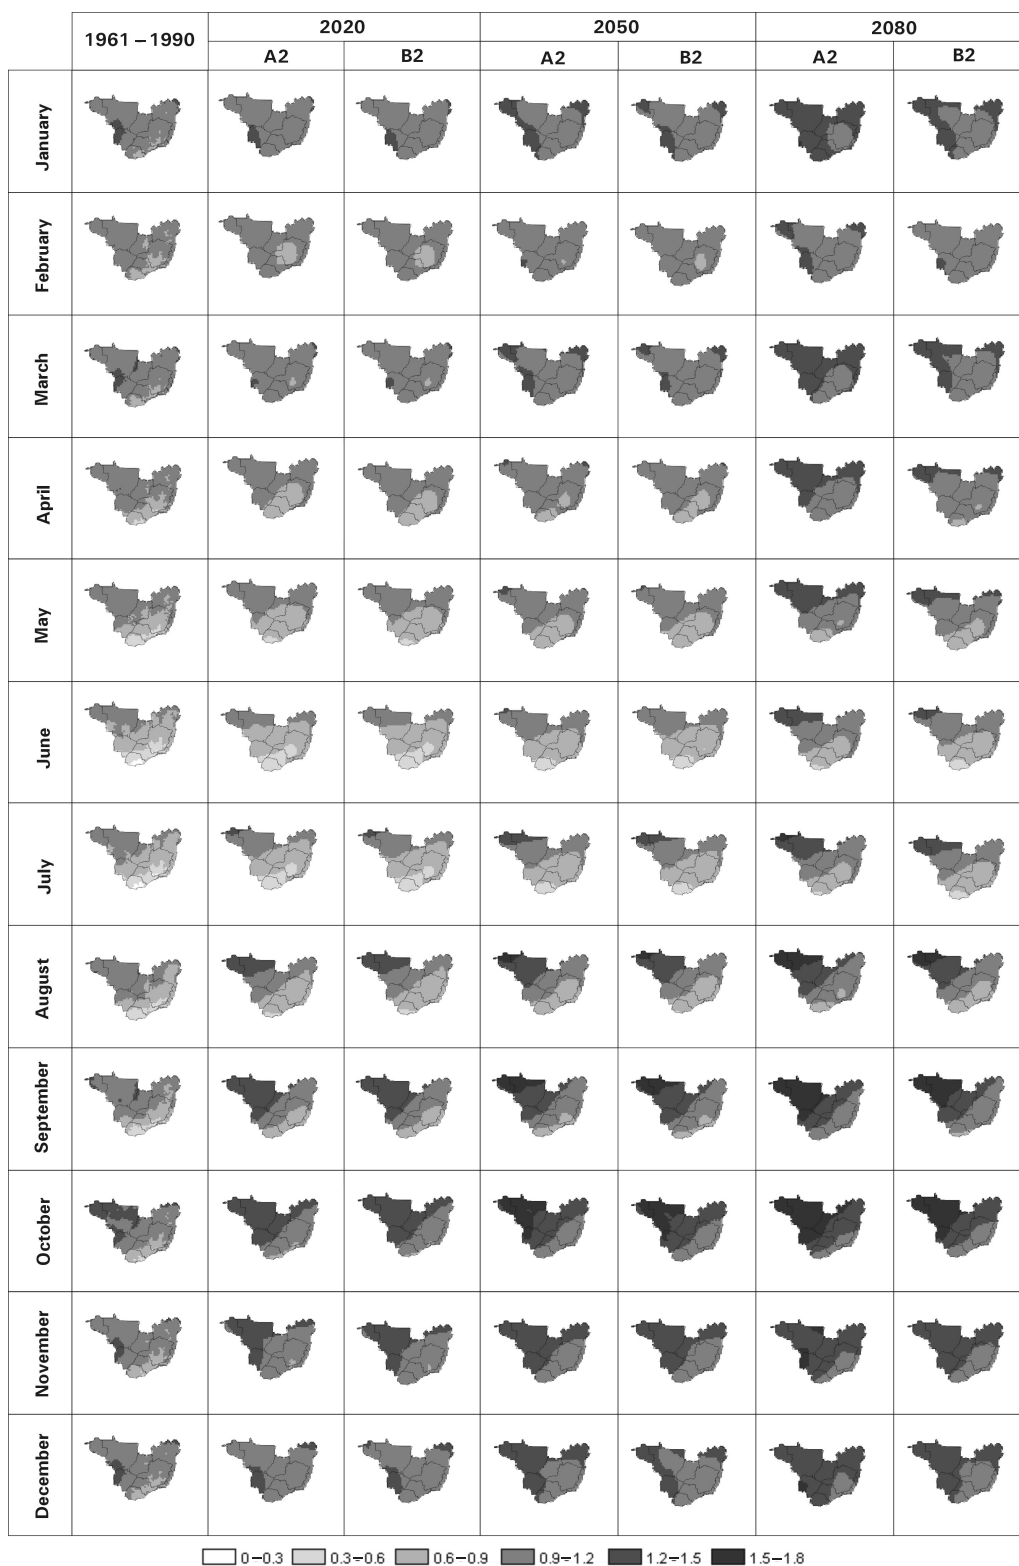 1961 – 1990 2020 2050 2080
A2 B2 A2 B2 A2 B2
January
February
March
April
May
June
July
August
September
October
November
December
0–0.3 0.3–0.6 0.6–0.9 0.9–1.2 1.2–1.5 1.5–1.8